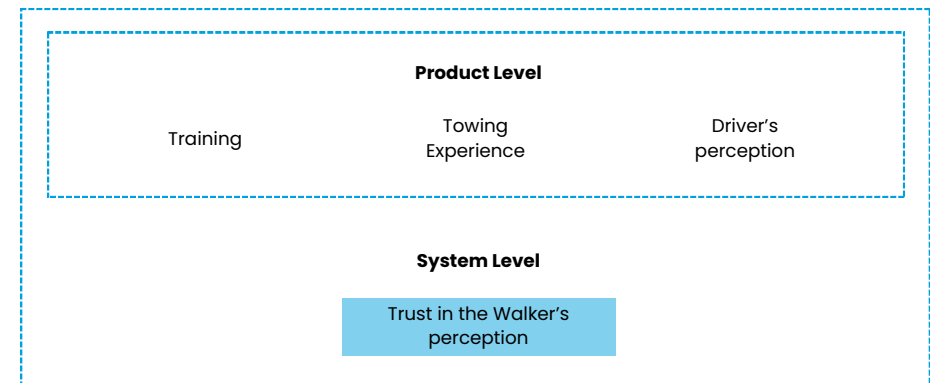 Product Level
Training
Towing
Experience
Driver's
perception
System Level
Trust in the Walker's
perception